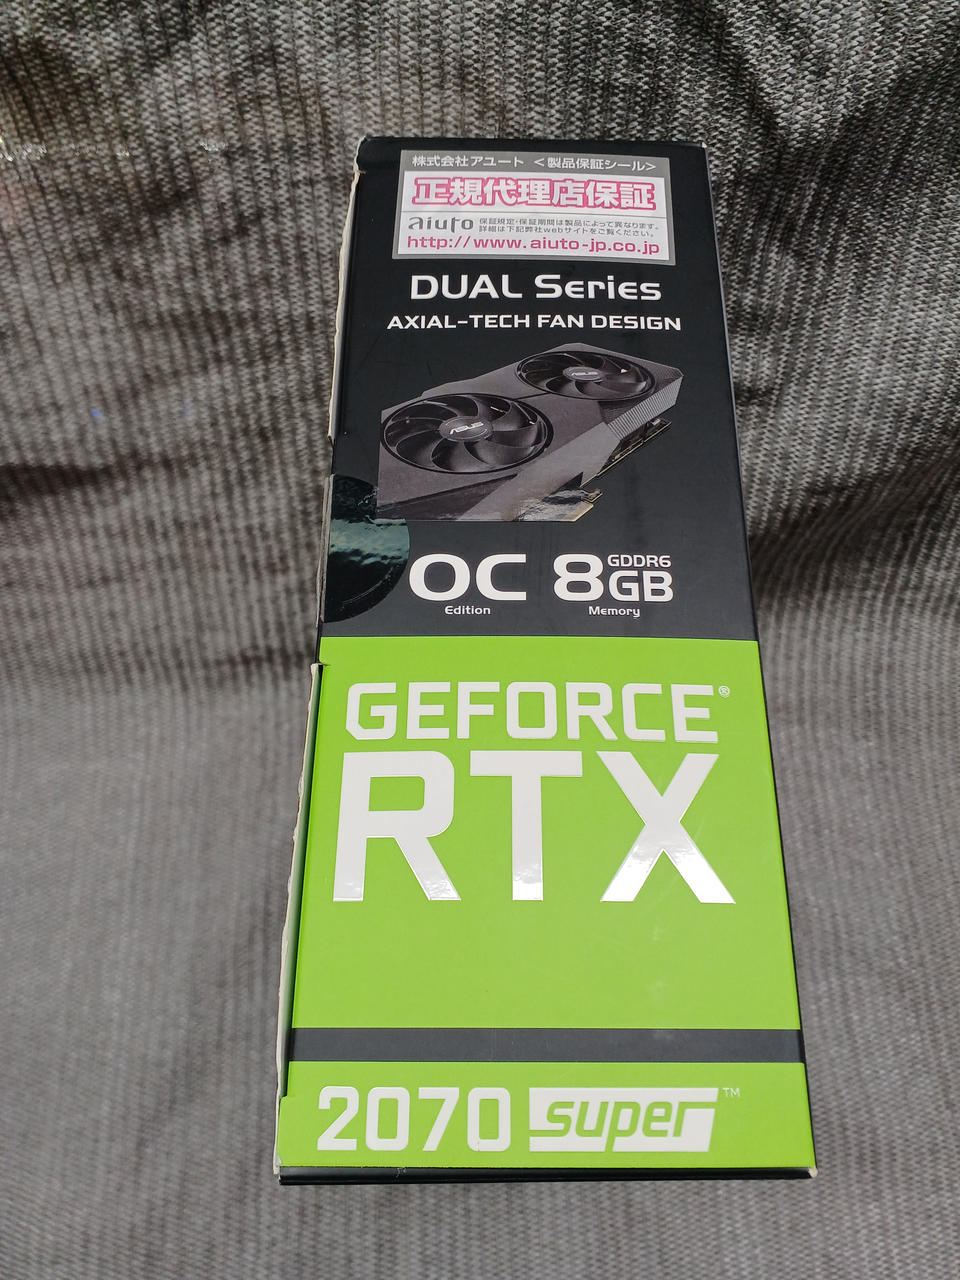 株式会社アユート <製品保証シール>
正規代理店保証
aiuto 保証規定・保証期間は製品によって異なります。
詳細は下記弊社webサイトをご覧ください。
http://www.aiuto-jp.co.jp
DUAL Series
AXIAL-TECH FAN DESIGN
ASUS
ASUS
OC 8GB GDDR6
Edition Memory
GEFORCE®
RTX
2070 SUPER™